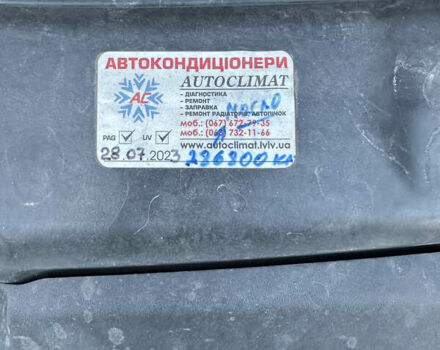 АВТОКОНДИЦІОНЕРИ
AC
AUTOCLIMAT
- ДІАГНОСТИКА
- РЕМОНТ
- ЗАПРАВКА
масло
- РЕМОНТ РАДІАТОРІВ, АВТОПІЧОК
моб.: (067) 672-79-35
моб.: (063) 732-11-66
PAG UV
www.autoclimat.lviv.ua
28.07.2023 236300 км